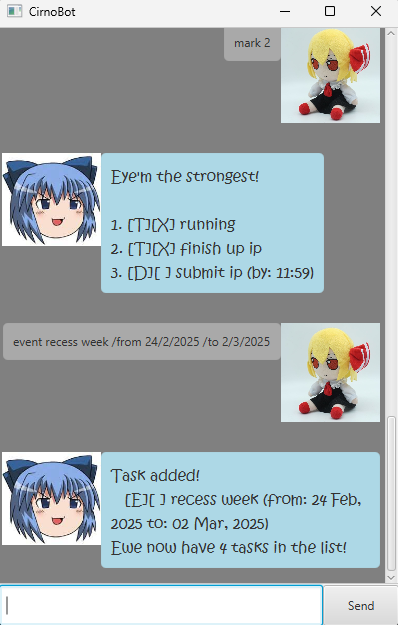 CirnoBot
mark 2
Eye'm the strongest!
1. [T][X] running
2. [T][X] finish up ip
3. [D][ ] submit ip (by: 11:59)
event recess week /from 24/2/2025 /to 2/3/2025
Task added!
[E][ ] recess week (from: 24 Feb,
2025 to: 02 Mar, 2025)
Ewe now have 4 tasks in the list!
Send